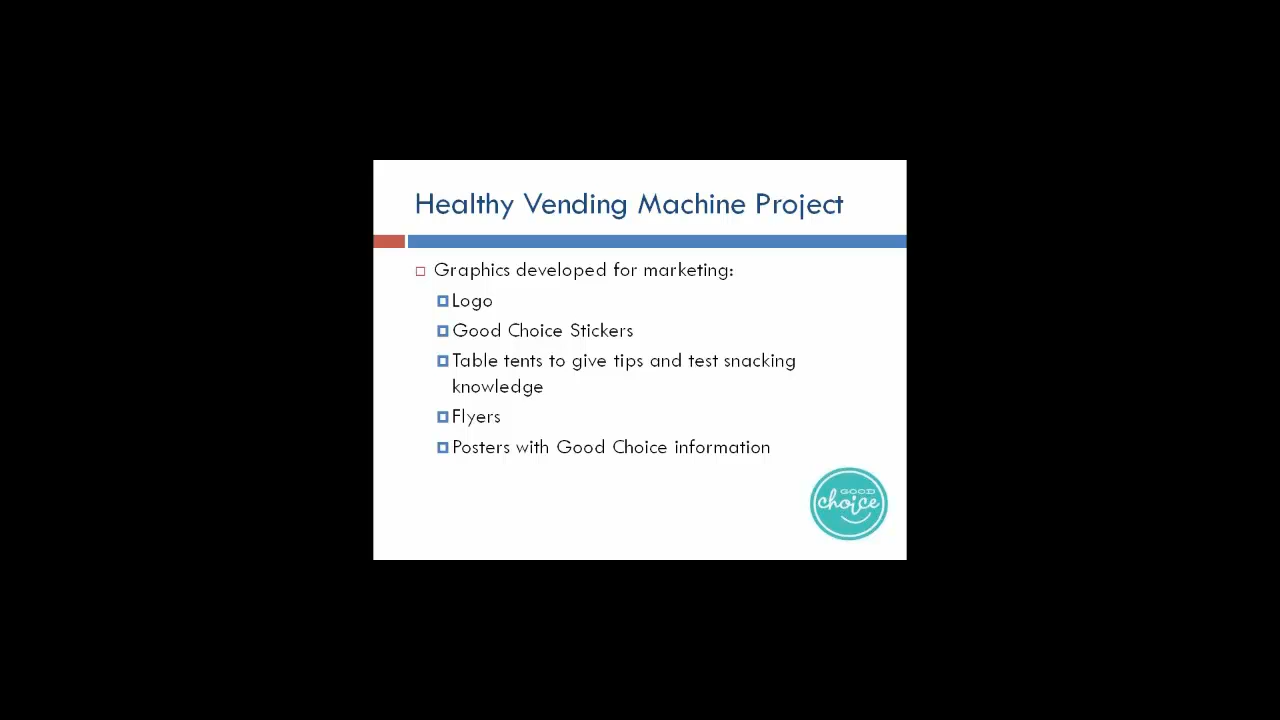 Healthy Vending Machine Project
Graphics developed for marketing:
Logo
Good Choice Stickers
Table tents to give tips and test snacking
knowledge
Flyers
Posters with Good Choice information
GOOD
choice